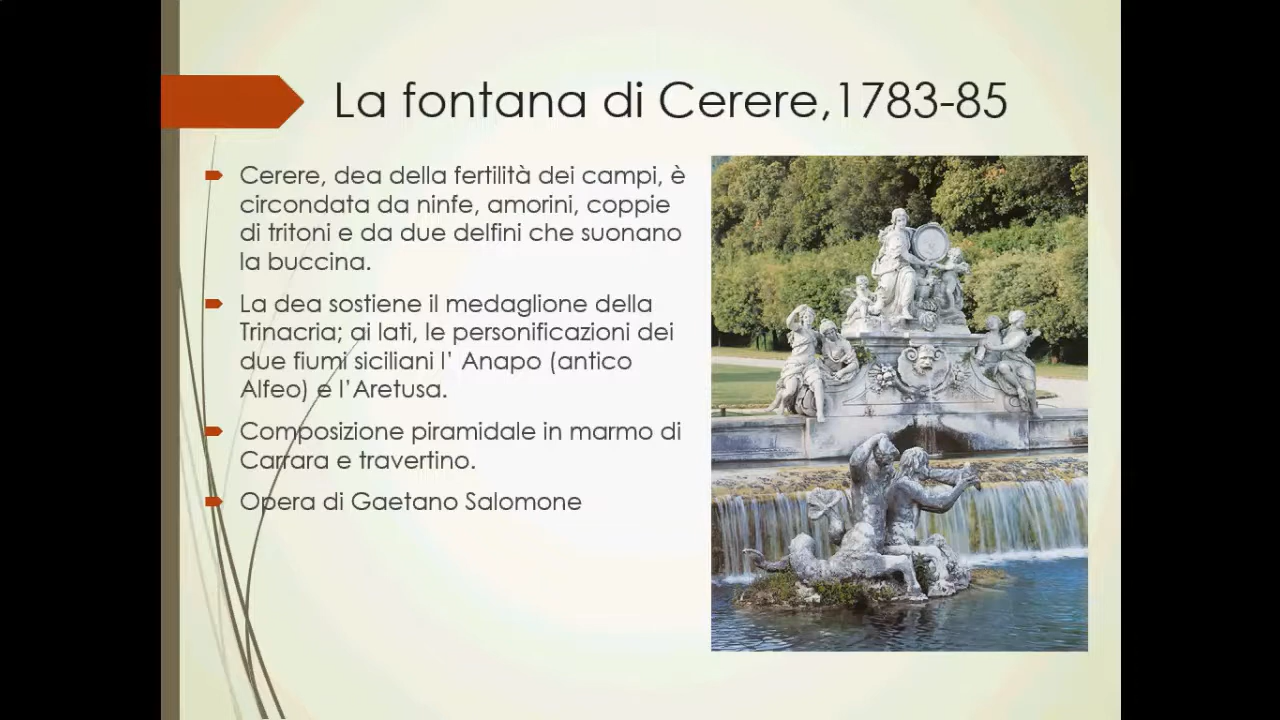 La fontana di Cerere,1783-85
Cerere, dea della fertilità dei campi, è
circondata da ninfe, amorini, coppie
di tritoni e da due delfini che suonano
la buccina.
La dea sostiene il medaglione della
Trinacria; ai lati, le personificazioni dei
due fiumi siciliani l’ Anapo (antico
Alfeo) e l’Aretusa.
Composizione piramidale in marmo di
Carrara e travertino.
Opera di Gaetano Salomone